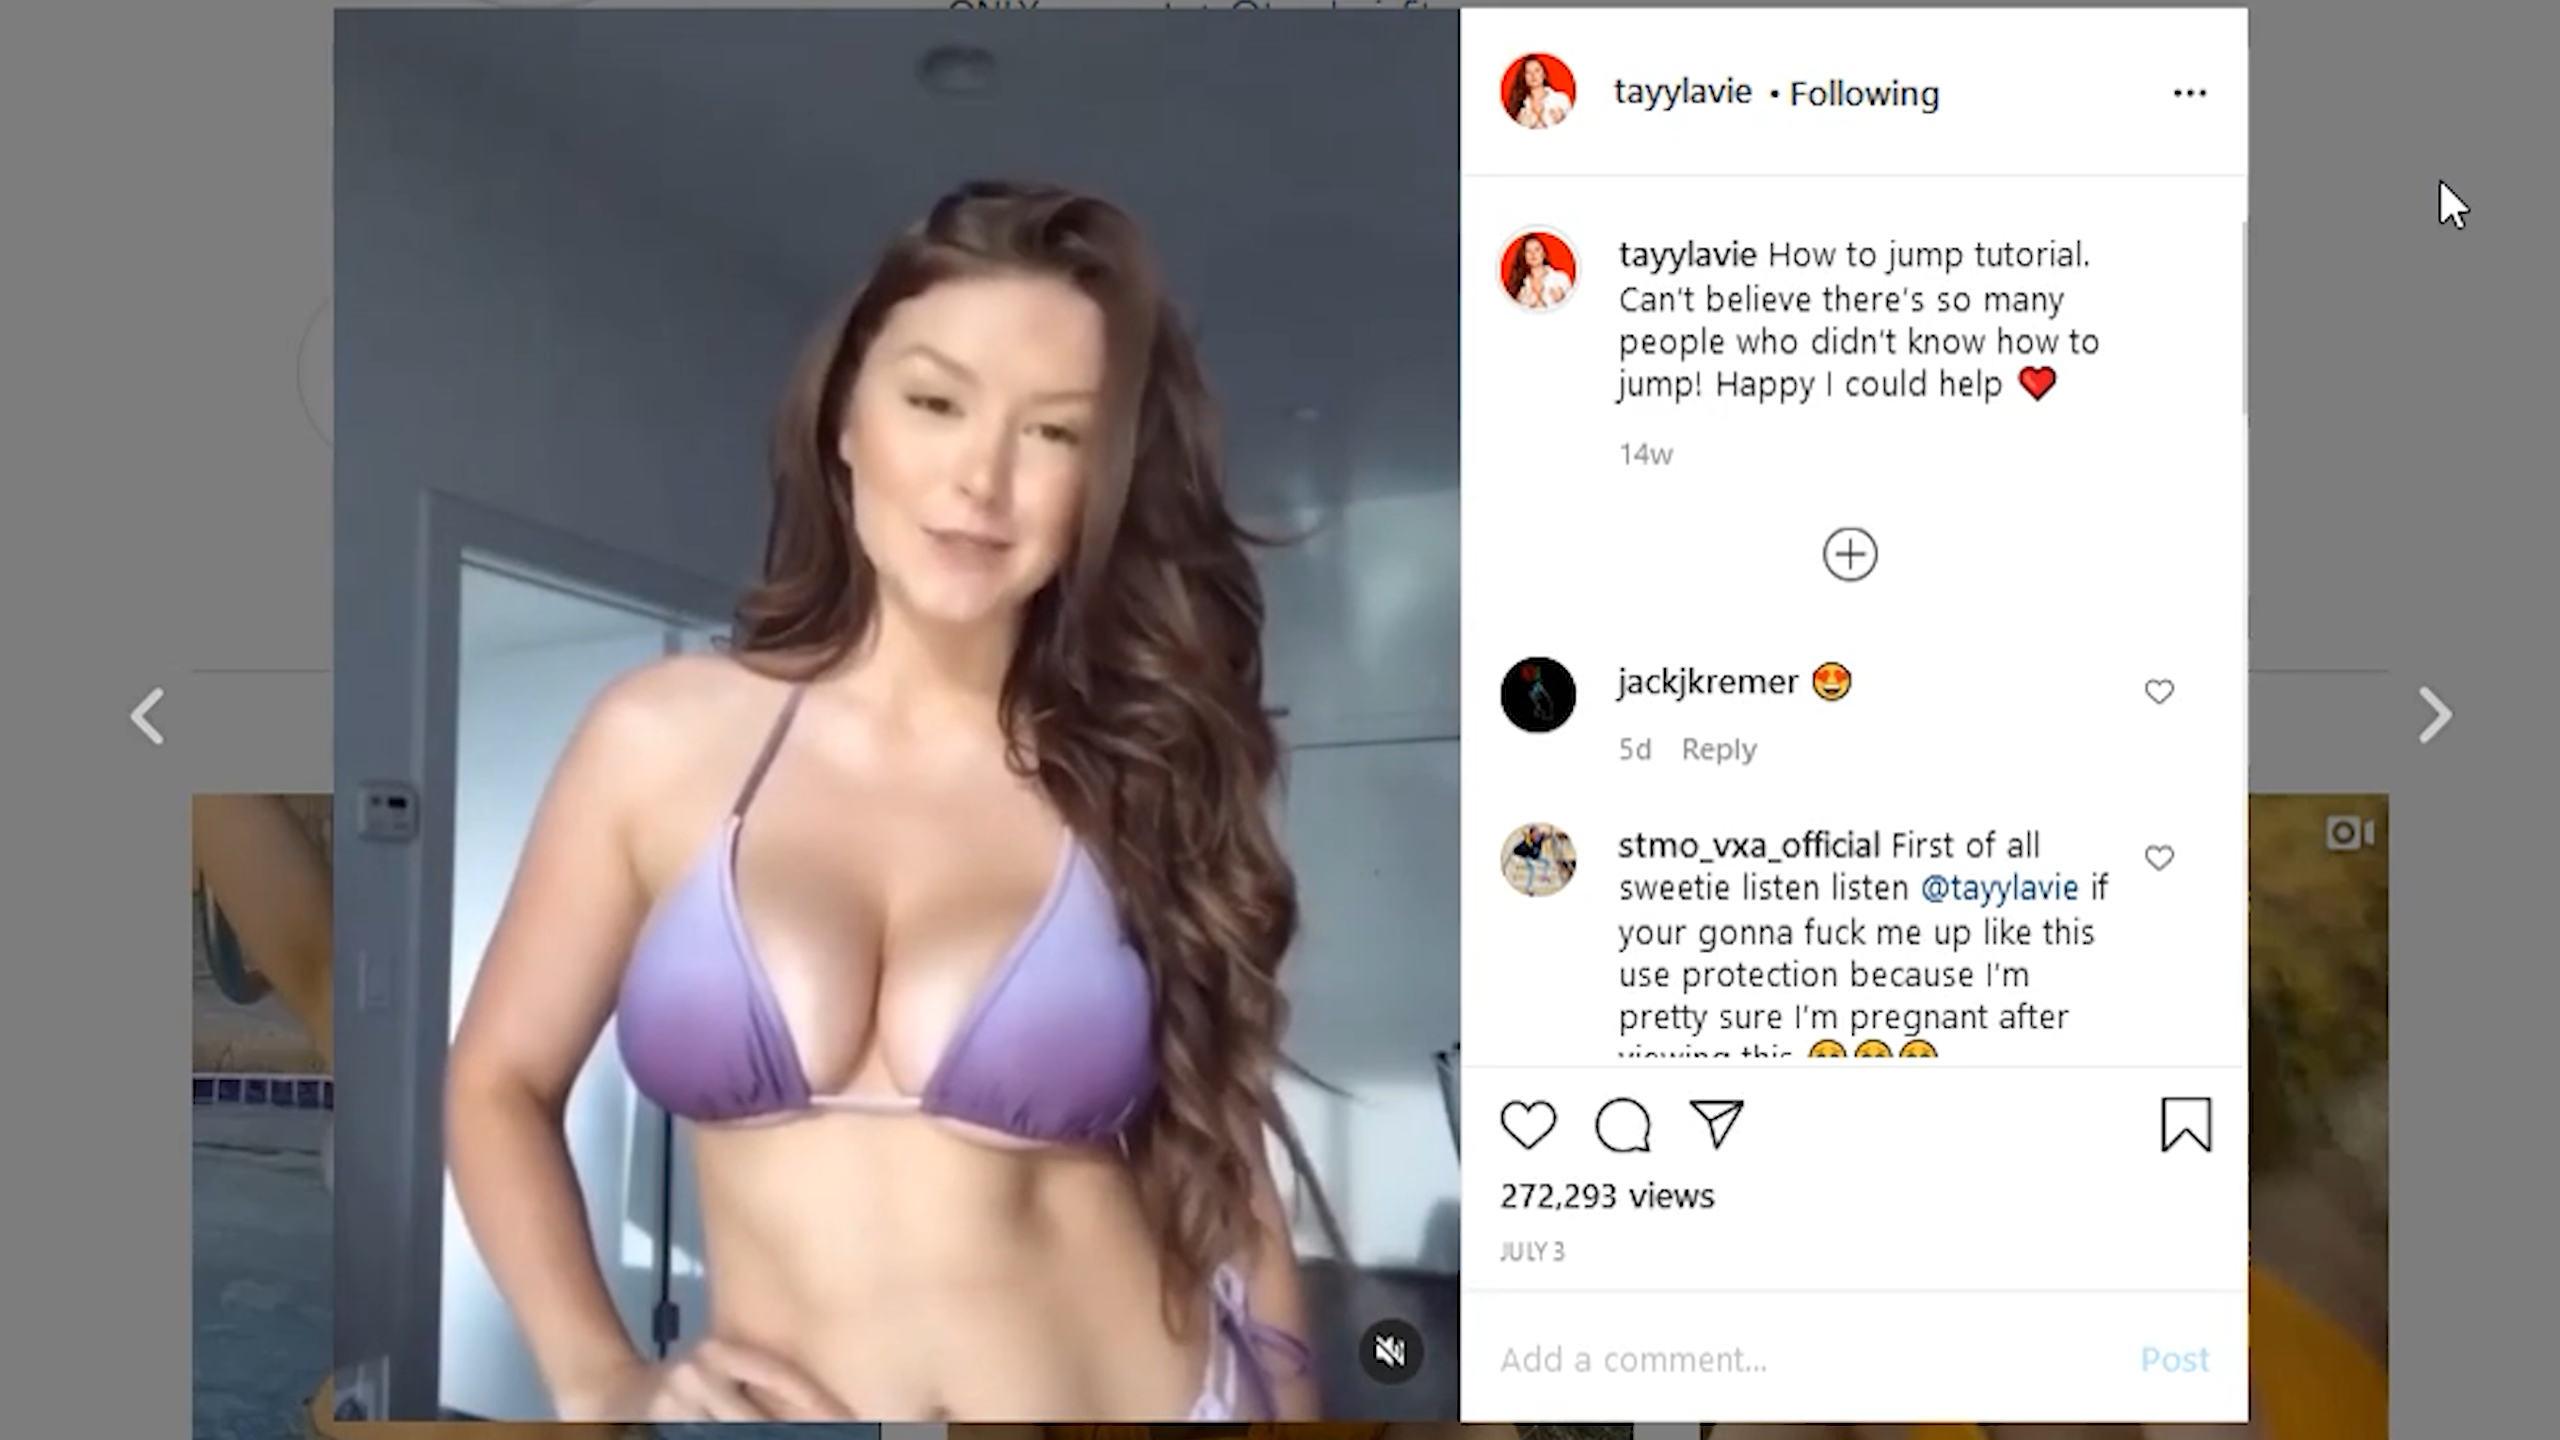 tayylavie • Following
tayylavie How to jump tutorial.
Can't believe there's so many
people who didn't know how to
jump! Happy I could help ❤️
14w
jackjkremer 😍
5d Reply
stmo_vxa_official First of all
sweetie listen listen @tayylavie if
your gonna fuck me up like this
use protection because I'm
pretty sure I'm pregnant after
viewing this
272,293 views
JULY 3
Add a comment...
Post